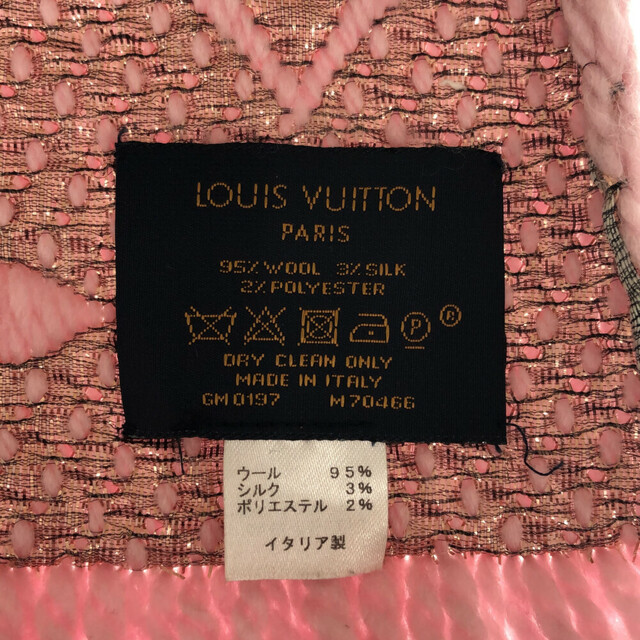 LOUIS VUITTON
PARIS
95% WOOL 3% SILK
2% POLYESTER
P ®
DRY CLEAN ONLY
MADE IN ITALY
GM0197 M70466
ウール 95%
シルク 3%
ポリエステル 2%
イタリア製